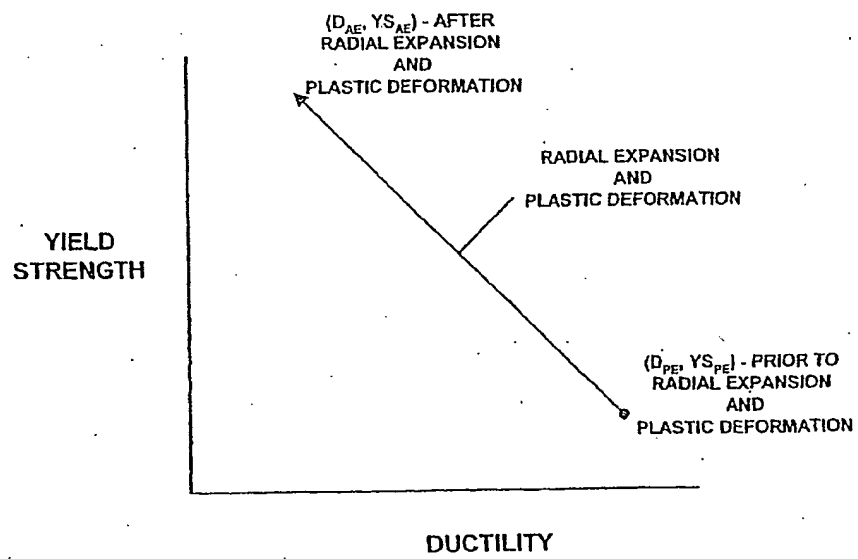 (D_AE, YS_AE) - AFTER
RADIAL EXPANSION
AND
PLASTIC DEFORMATION
RADIAL EXPANSION
AND
PLASTIC DEFORMATION
YIELD
STRENGTH
(D_PE, YS_PE) - PRIOR TO
RADIAL EXPANSION
AND
PLASTIC DEFORMATION
DUCTILITY